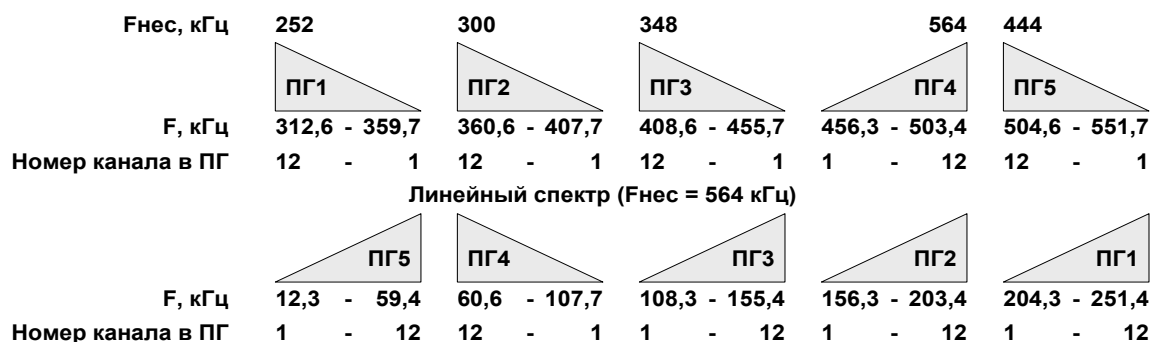 Fнес, кГц 252 300 348 564 444
ПГ1 ПГ2 ПГ3 ПГ4 ПГ5
F, кГц 312,6 - 359,7 360,6 - 407,7 408,6 - 455,7 456,3 - 503,4 504,6 - 551,7
Номер канала в ПГ 12 - 1 12 - 1 12 - 1 1 - 12 12 - 1
Линейный спектр (Fнес = 564 кГц)
ПГ5 ПГ4 ПГ3 ПГ2 ПГ1
F, кГц 12,3 - 59,4 60,6 - 107,7 108,3 - 155,4 156,3 - 203,4 204,3 - 251,4
Номер канала в ПГ 1 - 12 12 - 1 1 - 12 1 - 12 1 - 12